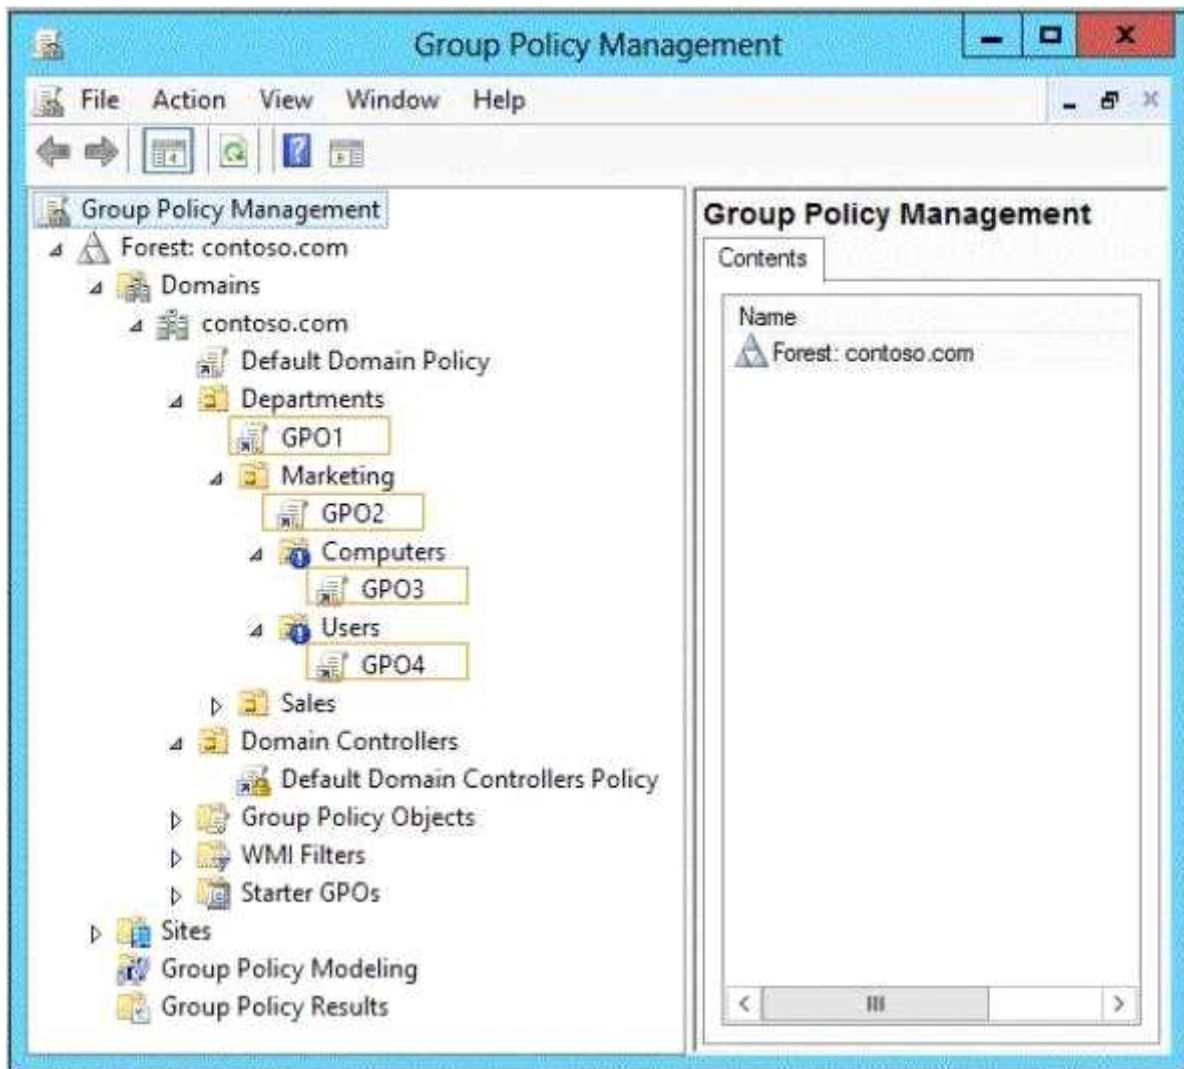 Group Policy Management
File Action View Window Help
Group Policy Management
Forest: contoso.com
Domains
contoso.com
Default Domain Policy
Departments
GPO1
Marketing
GPO2
Computers
GPO3
Users
GPO4
Sales
Domain Controllers
Default Domain Controllers Policy
Group Policy Objects
WMI Filters
Starter GPOs
Sites
Group Policy Modeling
Group Policy Results
Group Policy Management
Contents
Name
Forest: contoso.com